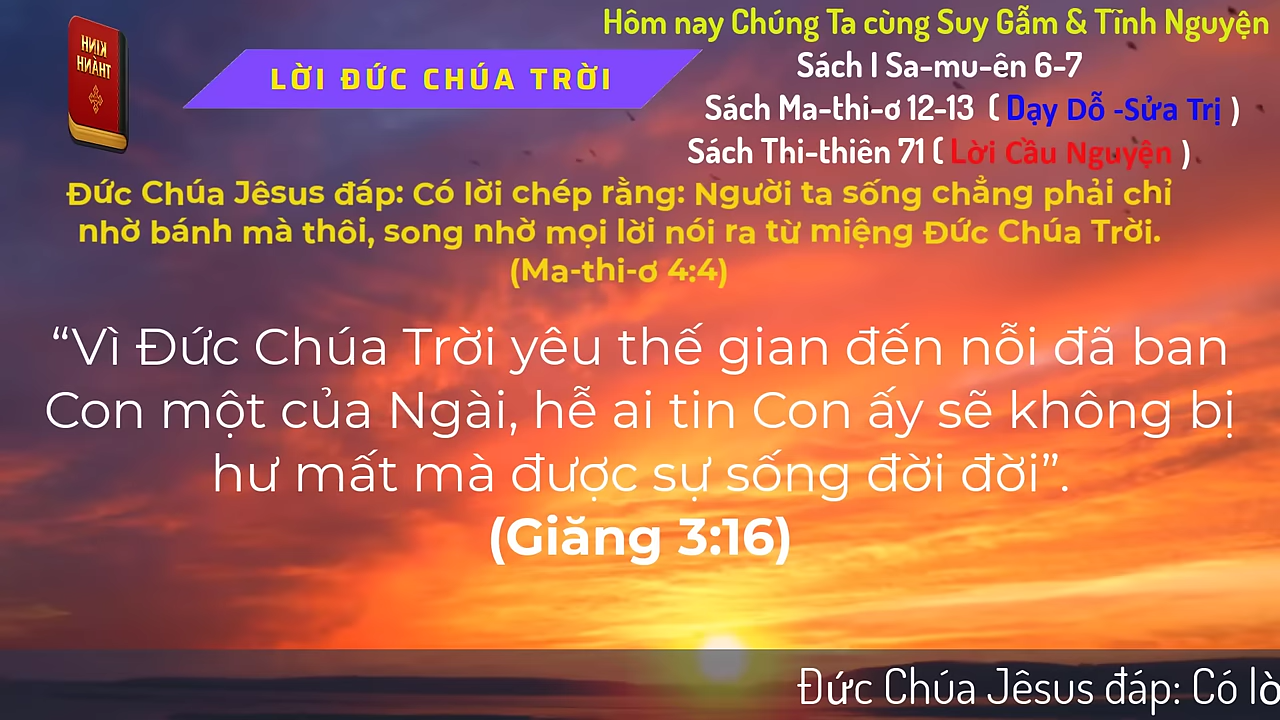 KINH
THÁNH
LỜI ĐỨC CHÚA TRỜI
Hôm nay Chúng Ta cùng Suy Gẫm & Tĩnh Nguyện
Sách I Sa-mu-ên 6-7
Sách Ma-thi-ơ 12-13 ( Dạy Dỗ -Sửa Trị )
Sách Thi-thiên 71 ( Lời Cầu Nguyện )
Đức Chúa Jêsus đáp: Có lời chép rằng: Người ta sống chẳng phải chỉ
nhờ bánh mà thôi, song nhờ mọi lời nói ra từ miệng Đức Chúa Trời.
(Ma-thi-ơ 4:4)
“Vì Đức Chúa Trời yêu thế gian đến nỗi đã ban
Con một của Ngài, hễ ai tin Con ấy sẽ không bị
hư mất mà được sự sống đời đời”.
(Giăng 3:16)
Đức Chúa Jêsus đáp: Có lờ